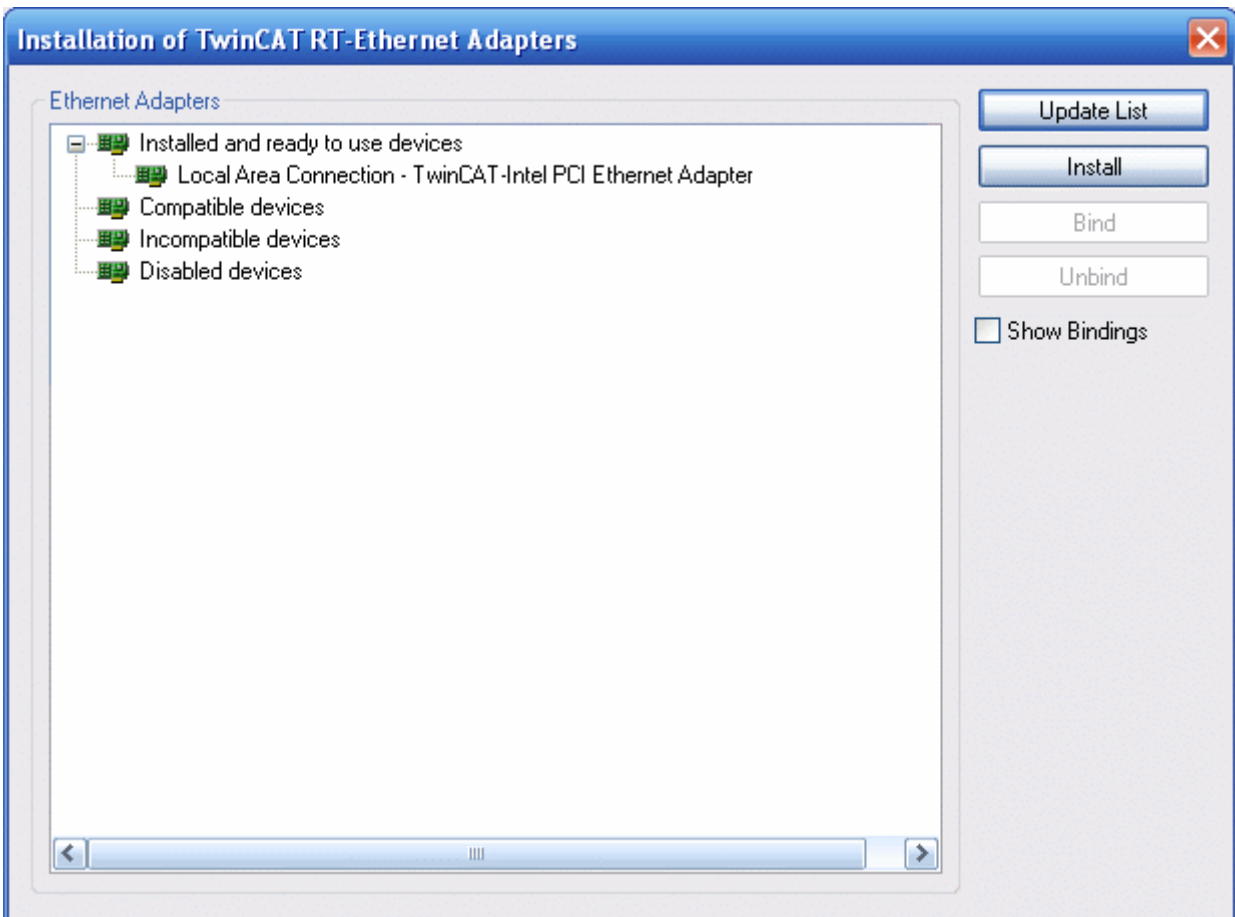 Installation of TwinCAT RT-Ethernet Adapters
Ethernet Adapters
Installed and ready to use devices
Local Area Connection - TwinCAT-Intel PCI Ethernet Adapter
Compatible devices
Incompatible devices
Disabled devices
Update List
Install
Bind
Unbind
Show Bindings